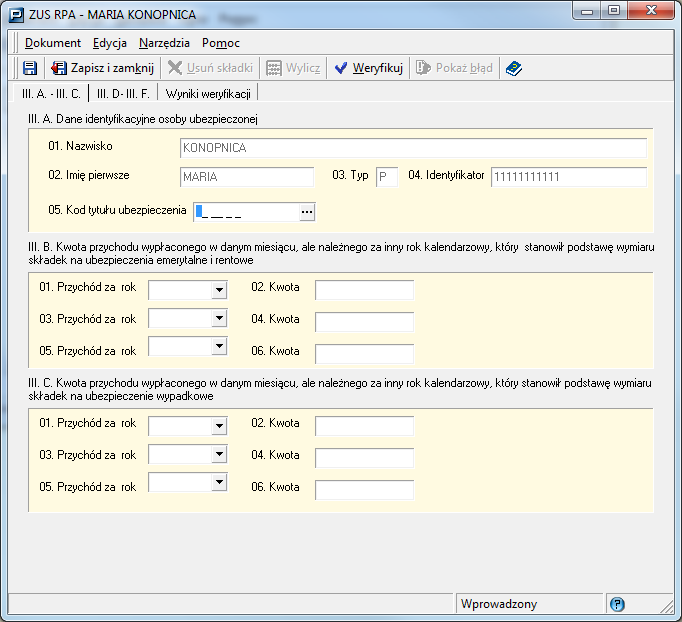 ZUS RPA - MARIA KONOPNICA
Dokument Edycja Narzędzia Pomoc
Zapisz i zamknij Usuń składki Wylicz Weryfikuj Pokaż błąd
III. A. - III. C. III. D- III. F. Wyniki weryfikacji
III. A. Dane identyfikacyjne osoby ubezpieczonej
01. Nazwisko KONOPNICA
02. Imię pierwsze MARIA 03. Typ P 04. Identyfikator 11111111111
05. Kod tytułu ubezpieczenia _ _ __ _ _ ...
III. B. Kwota przychodu wypłaconego w danym miesiącu, ale należnego za inny rok kalendarzowy, który stanowił podstawę wymiaru
składek na ubezpieczenia emerytalne i rentowe
01. Przychód za rok 02. Kwota
03. Przychód za rok 04. Kwota
05. Przychód za rok 06. Kwota
III. C. Kwota przychodu wypłaconego w danym miesiącu, ale należnego za inny rok kalendarzowy, który stanowił podstawę wymiaru
składek na ubezpieczenie wypadkowe
01. Przychód za rok 02. Kwota
03. Przychód za rok 04. Kwota
05. Przychód za rok 06. Kwota
Wprowadzony